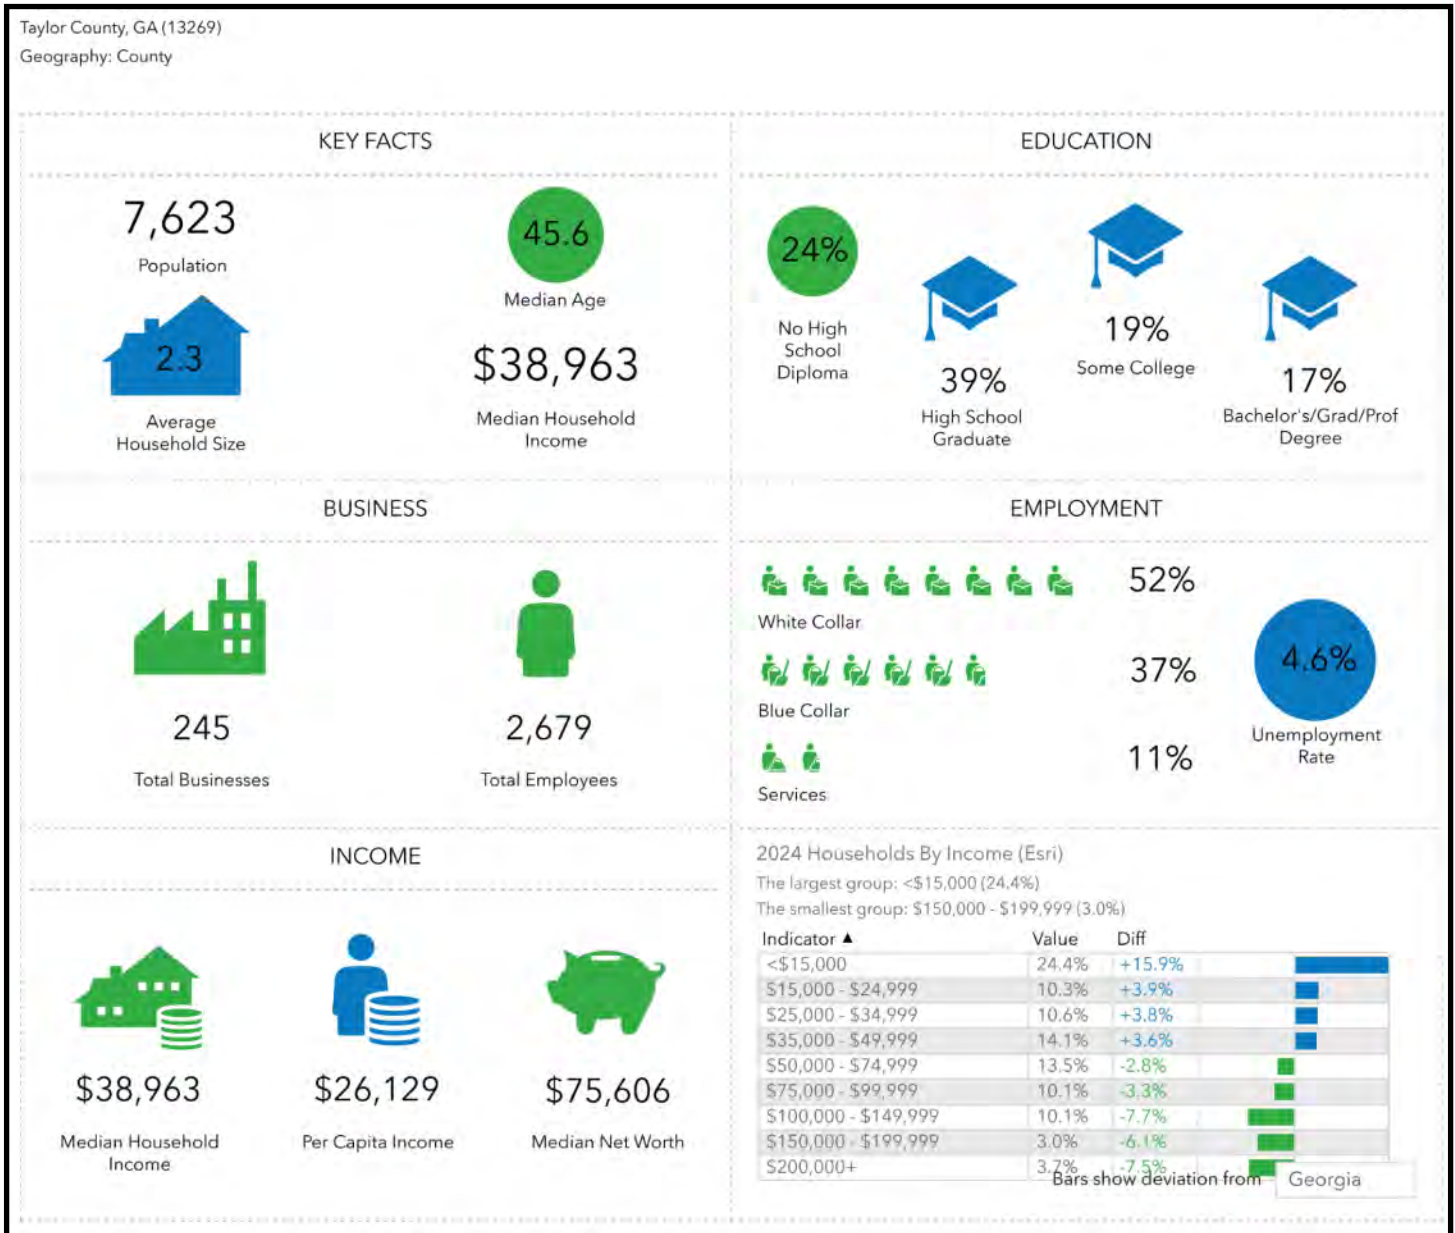 Taylor County, GA (13269)
Geography: County
KEY FACTS
7,623
Population
45.6
Median Age
2.3
Average
Household Size
$38,963
Median Household
Income
EDUCATION
24%
No High
School
Diploma
39%
High School
Graduate
19%
Some College
17%
Bachelor's/Grad/Prof
Degree
BUSINESS
245
Total Businesses
2,679
Total Employees
EMPLOYMENT
52%
White Collar
37%
Blue Collar
11%
Services
4.6%
Unemployment
Rate
INCOME
$38,963
Median Household
Income
$26,129
Per Capita Income
$75,606
Median Net Worth
2024 Households By Income (Esri)
The largest group: <$15,000 (24.4%)
The smallest group: $150,000 - $199,999 (3.0%)
Indicator ▲ Value Diff
<$15,000 24.4% +15.9%
$15,000 - $24,999 10.3% +3.9%
$25,000 - $34,999 10.6% +3.8%
$35,000 - $49,999 14.1% +3.6%
$50,000 - $74,999 13.5% -2.8%
$75,000 - $99,999 10.1% -3.3%
$100,000 - $149,999 10.1% -7.7%
$150,000 - $199,999 3.0% -6.1%
$200,000+ 3.7% -7.5%
Bars show deviation from Georgia